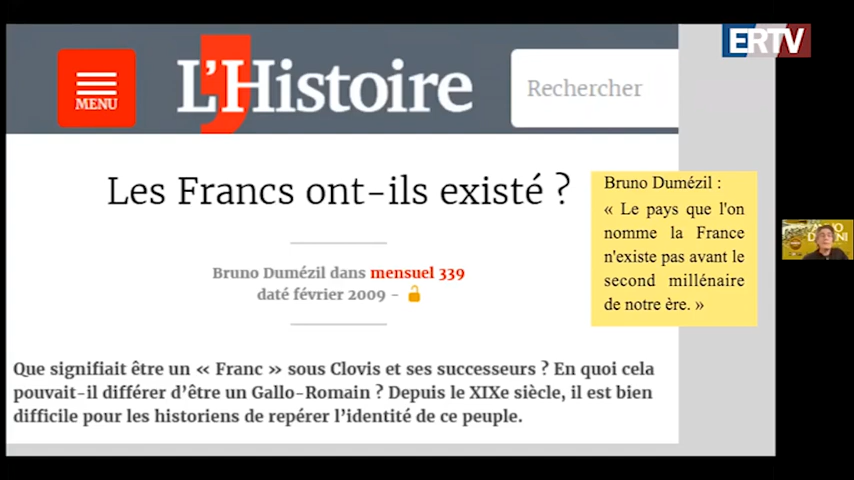 ERTV
MENU
L'Histoire
Rechercher
Les Francs ont-ils existé ?
Bruno Dumézil dans mensuel 339
daté février 2009 -
Que signifiait être un « Franc » sous Clovis et ses successeurs ? En quoi cela
pouvait-il différer d'être un Gallo-Romain ? Depuis le XIXe siècle, il est bien
difficile pour les historiens de repérer l'identité de ce peuple.
Bruno Dumézil :
« Le pays que l'on
nomme la France
n'existe pas avant le
second millénaire
de notre ère. »